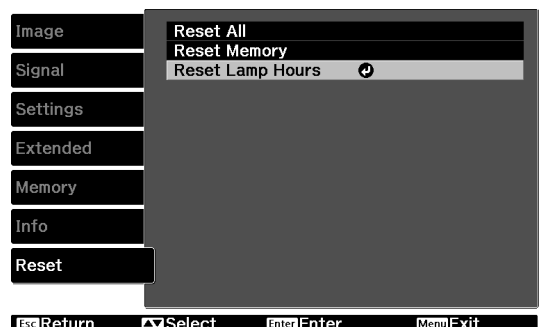 Image
Signal
Settings
Extended
Memory
Info
Reset
Reset All
Reset Memory
Reset Lamp Hours
Esc Return Select Enter Enter Menu Exit